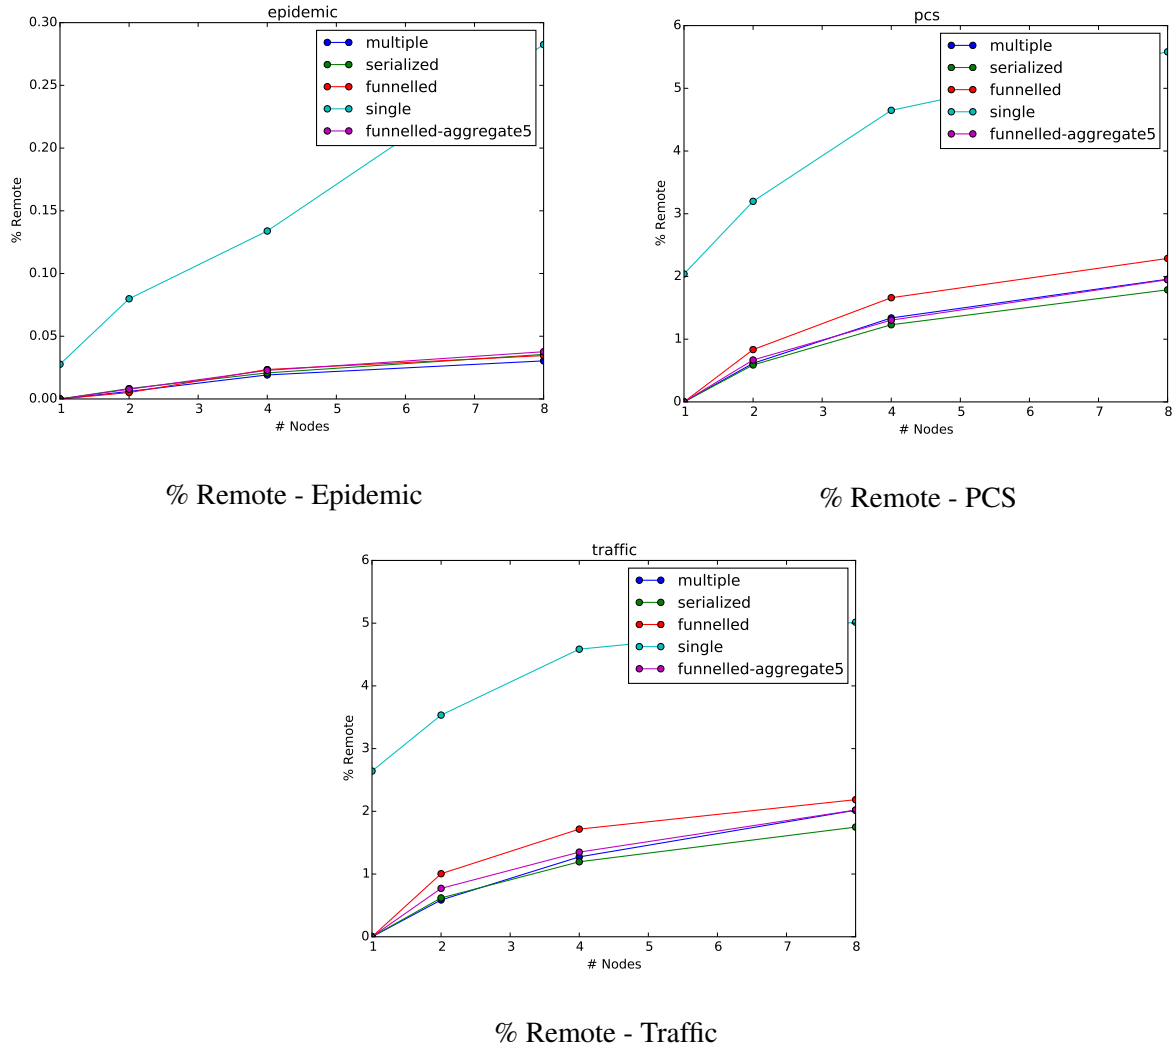 epidemic
0.30
0.25
0.20
0.15
0.10
0.05
0.00
% Remote
multiple
serialized
funnelled
single
funnelled-aggregate5
1 2 3 4 5 6 7 8
# Nodes
% Remote - Epidemic
pcs
6
5
4
3
2
1
0
% Remote
multiple
serialized
funnelled
single
funnelled-aggregate5
1 2 3 4 5 6 7 8
# Nodes
% Remote - PCS
traffic
6
5
4
3
2
1
0
% Remote
multiple
serialized
funnelled
single
funnelled-aggregate5
1 2 3 4 5 6 7 8
# Nodes
% Remote - Traffic